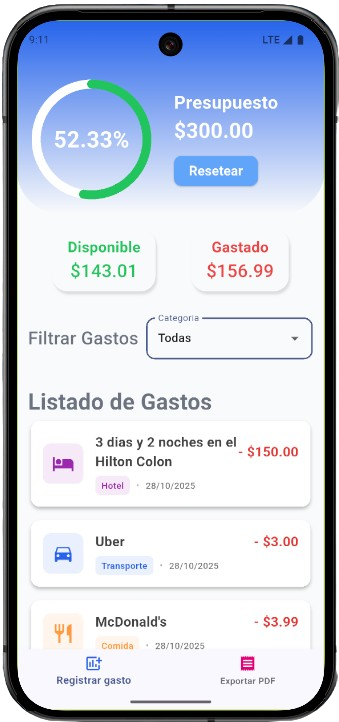 9:11
LTE
52.33%
Presupuesto
$300.00
Resetear
Disponible
$143.01
Gastado
$156.99
Filtrar Gastos
Categoria
Todas
Listado de Gastos
3 dias y 2 noches en el
Hilton Colon
- $150.00
Hotel • 28/10/2025
Uber
- $3.00
Transporte • 28/10/2025
McDonald's
- $3.99
Comida • 28/10/2025
Registrar gasto
Exportar PDF